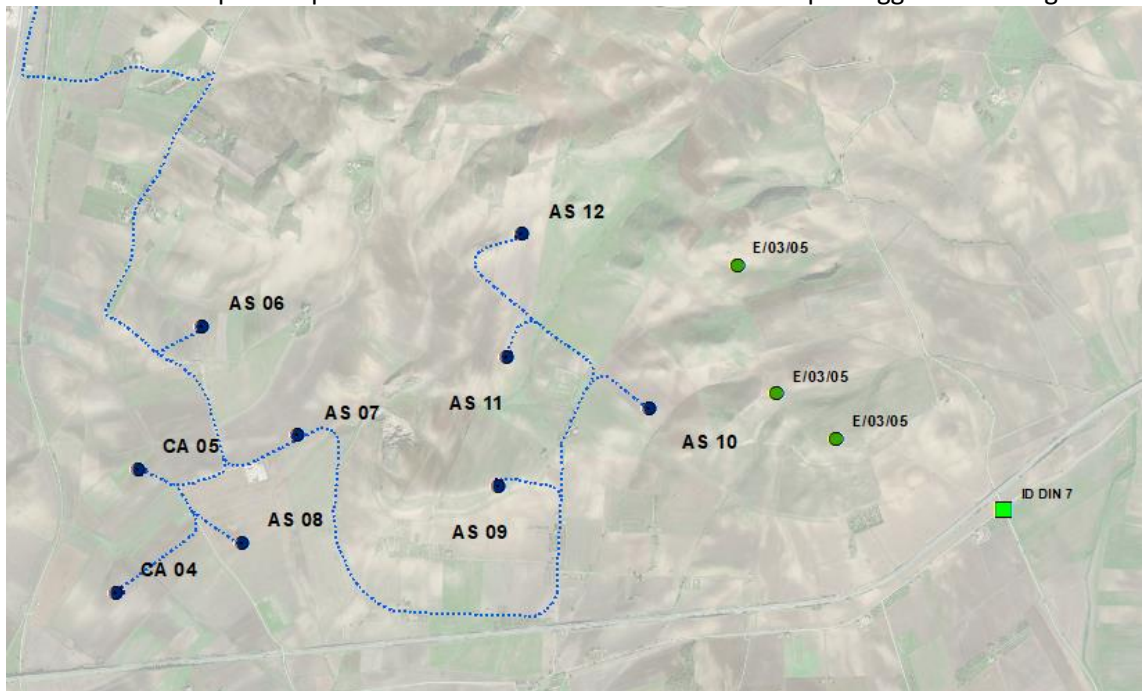 AS 12
E/03/05
AS 06
E/03/05
AS 11
AS 07
AS 10
E/03/05
CA 05
ID DIN 7
AS 08
AS 09
CA 04